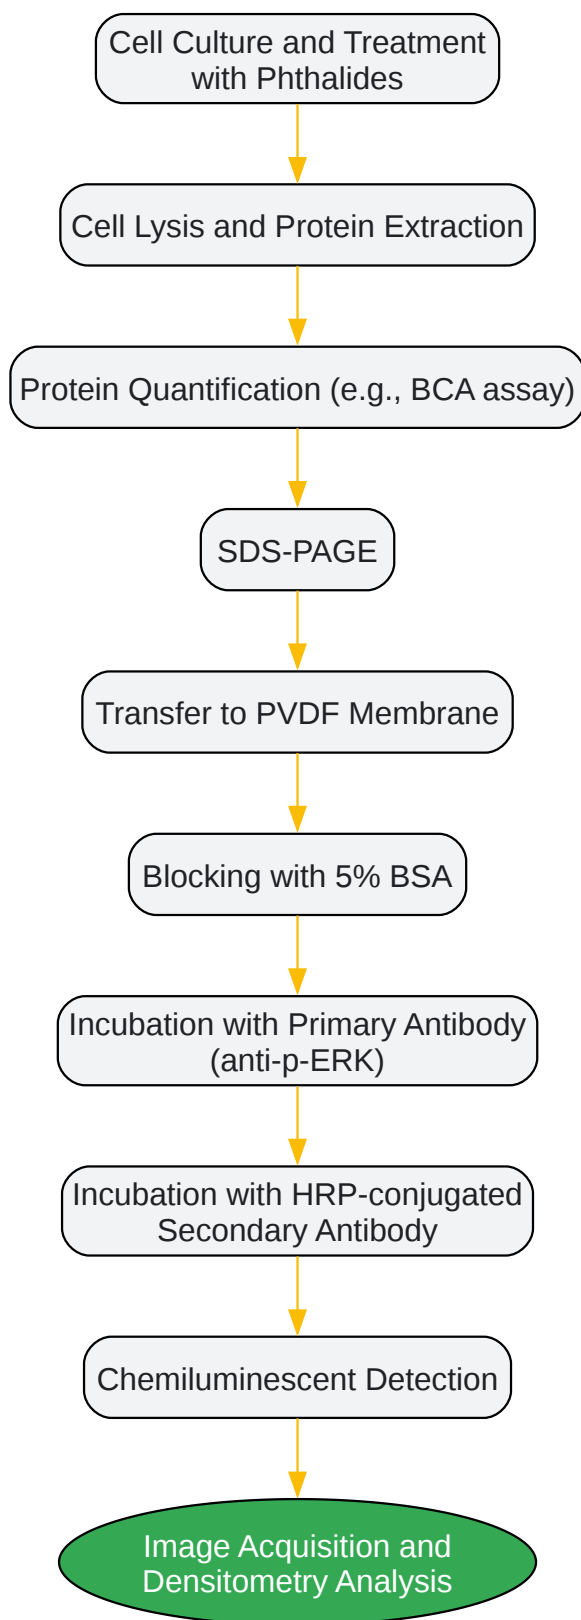 Cell Culture and Treatment
with Phthalides
Cell Lysis and Protein Extraction
Protein Quantification (e.g., BCA assay)
SDS-PAGE
Transfer to PVDF Membrane
Blocking with 5% BSA
Incubation with Primary Antibody
(anti-p-ERK)
Incubation with HRP-conjugated
Secondary Antibody
Chemiluminescent Detection
Image Acquisition and
Densitometry Analysis